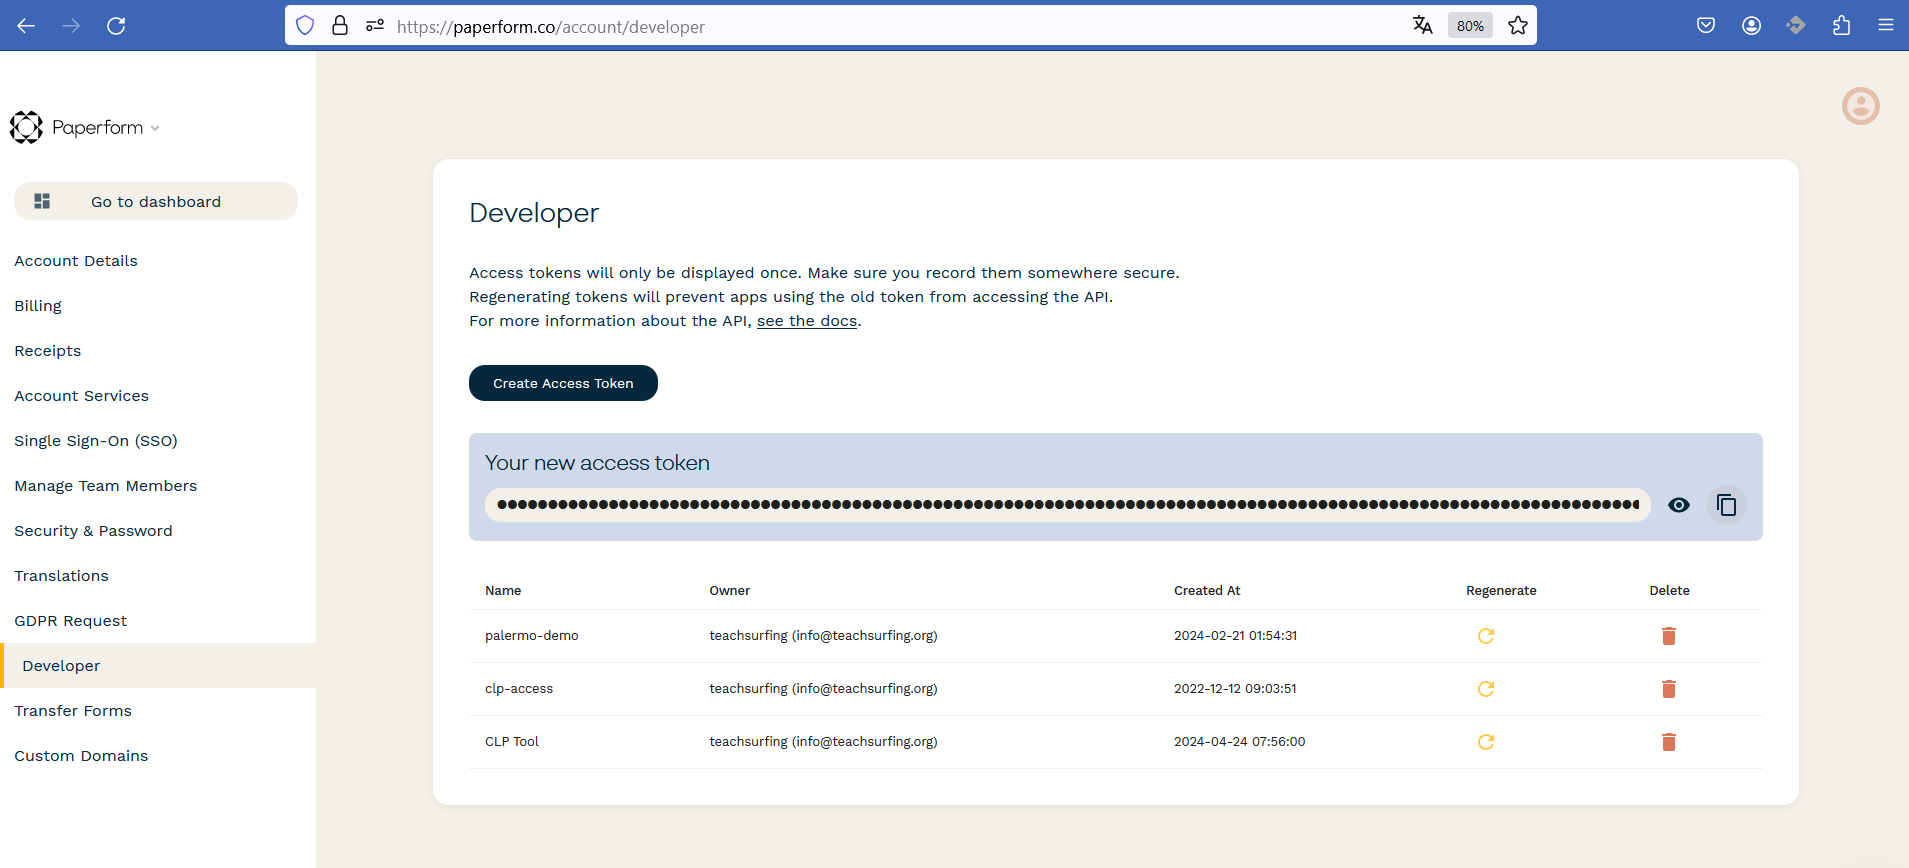 https://paperform.co/account/developer
80%
Paperform
Go to dashboard
Account Details
Billing
Receipts
Account Services
Single Sign-On (SSO)
Manage Team Members
Security & Password
Translations
GDPR Request
Developer
Transfer Forms
Custom Domains
Developer
Access tokens will only be displayed once. Make sure you record them somewhere secure.
Regenerating tokens will prevent apps using the old token from accessing the API.
For more information about the API, see the docs.
Create Access Token
Your new access token
Name Owner Created At Regenerate Delete
palermo-demo teachsurfing (info@teachsurfing.org) 2024-02-21 01:54:31
clp-access teachsurfing (info@teachsurfing.org) 2022-12-12 09:03:51
CLP Tool teachsurfing (info@teachsurfing.org) 2024-04-24 07:56:00